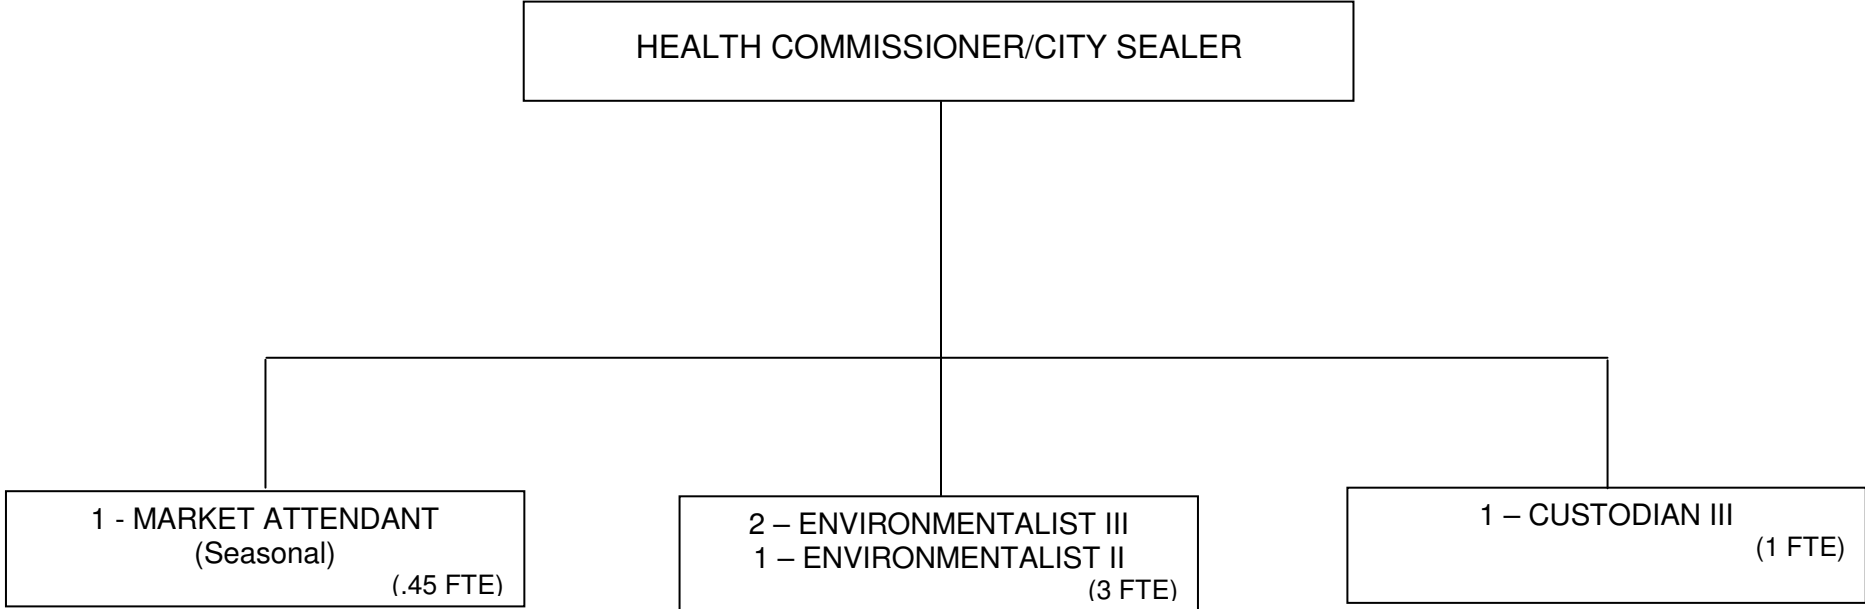 HEALTH COMMISSIONER/CITY SEALER
1 - MARKET ATTENDANT
(Seasonal)
(.45 FTE)
2 – ENVIRONMENTALIST III
1 – ENVIRONMENTALIST II
(3 FTE)
1 – CUSTODIAN III
(1 FTE)